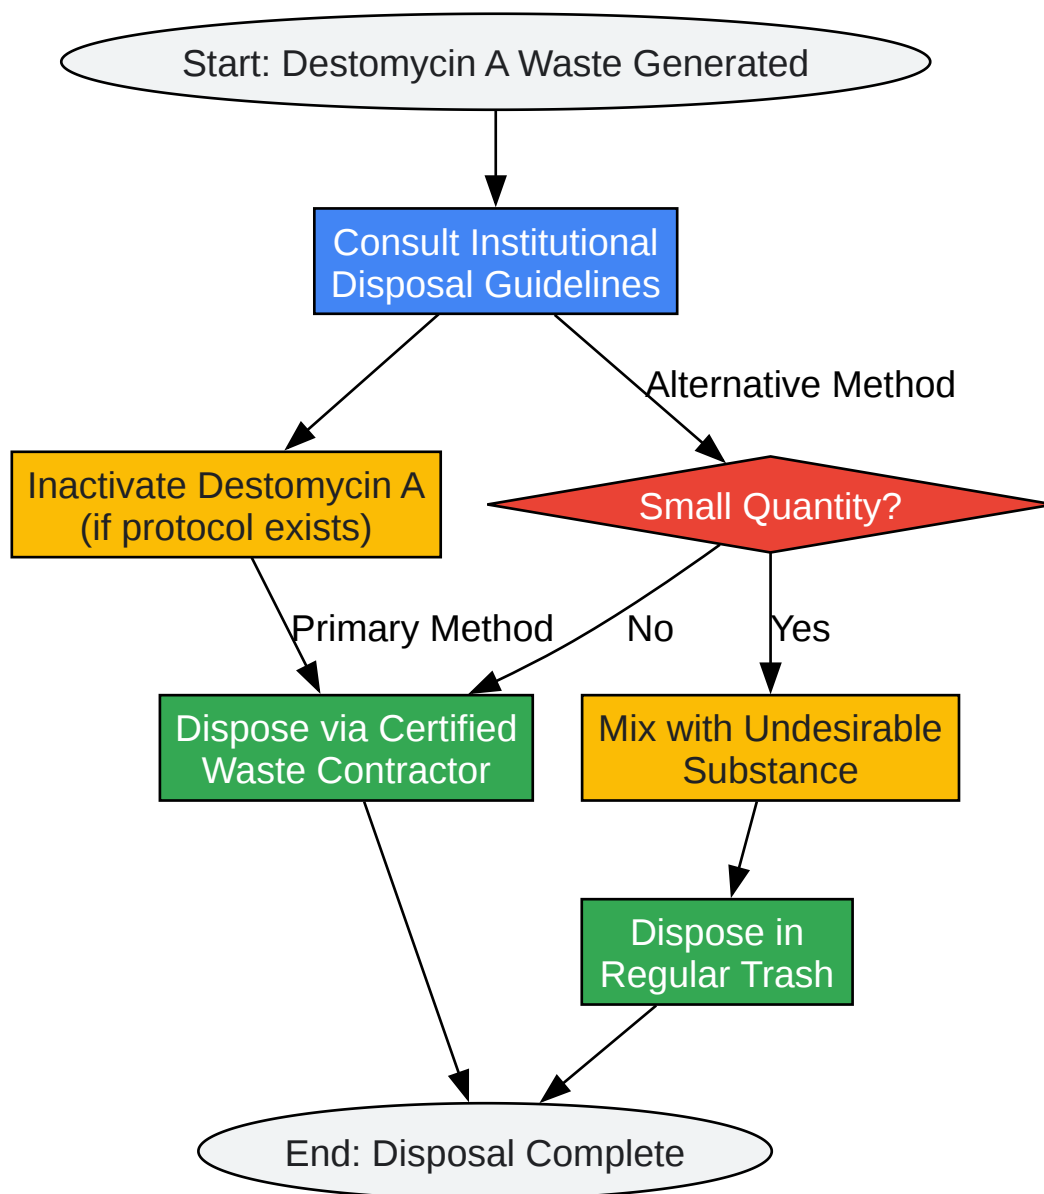 Start: Destomycin A Waste Generated
Consult Institutional
Disposal Guidelines
Alternative Method
Inactivate Destomycin A
(if protocol exists)
Small Quantity?
Primary Method
No
Yes
Dispose via Certified
Waste Contractor
Mix with Undesirable
Substance
Dispose in
Regular Trash
End: Disposal Complete